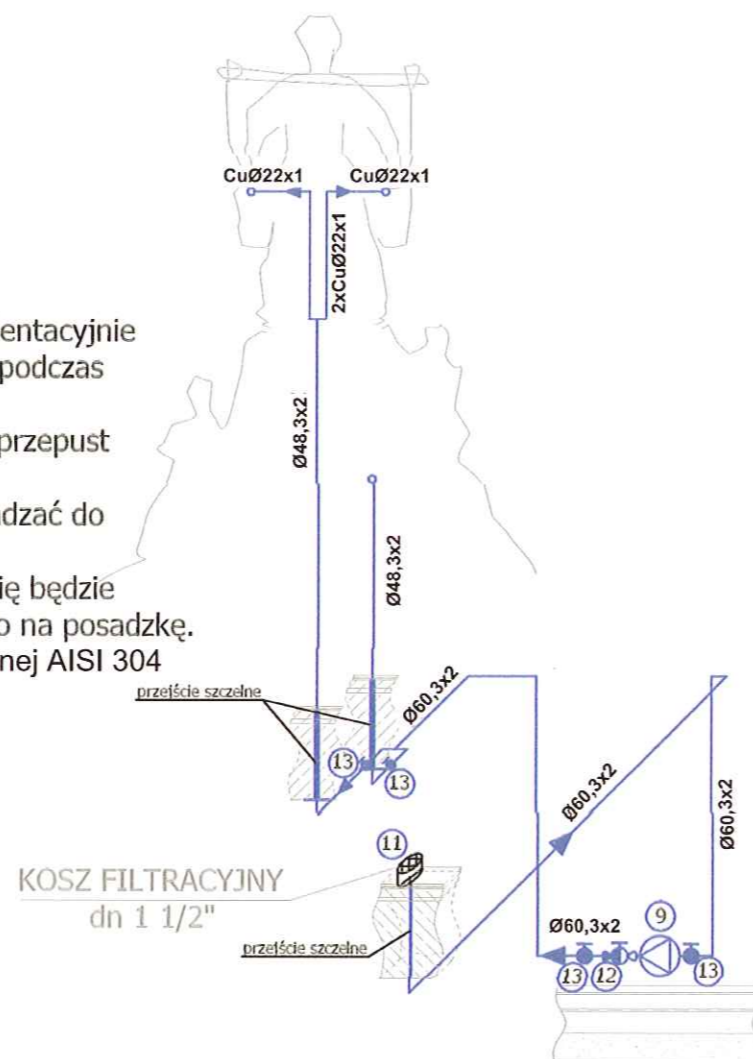 CuØ22x1 CuØ22x1
2xCuØ22x1
entacyjnie
podczas
przepust
adzać do
ię będzie
o na posadzkę.
nej AISI 304
Ø48,3x2
Ø48,3x2
przejście szczelne
Ø60,3x2
13
13
Ø60,3x2
Ø60,3x2
11
KOSZ FILTRACYJNY
dn 1 1/2"
przejście szczelne
Ø60,3x2
9
13 12 13